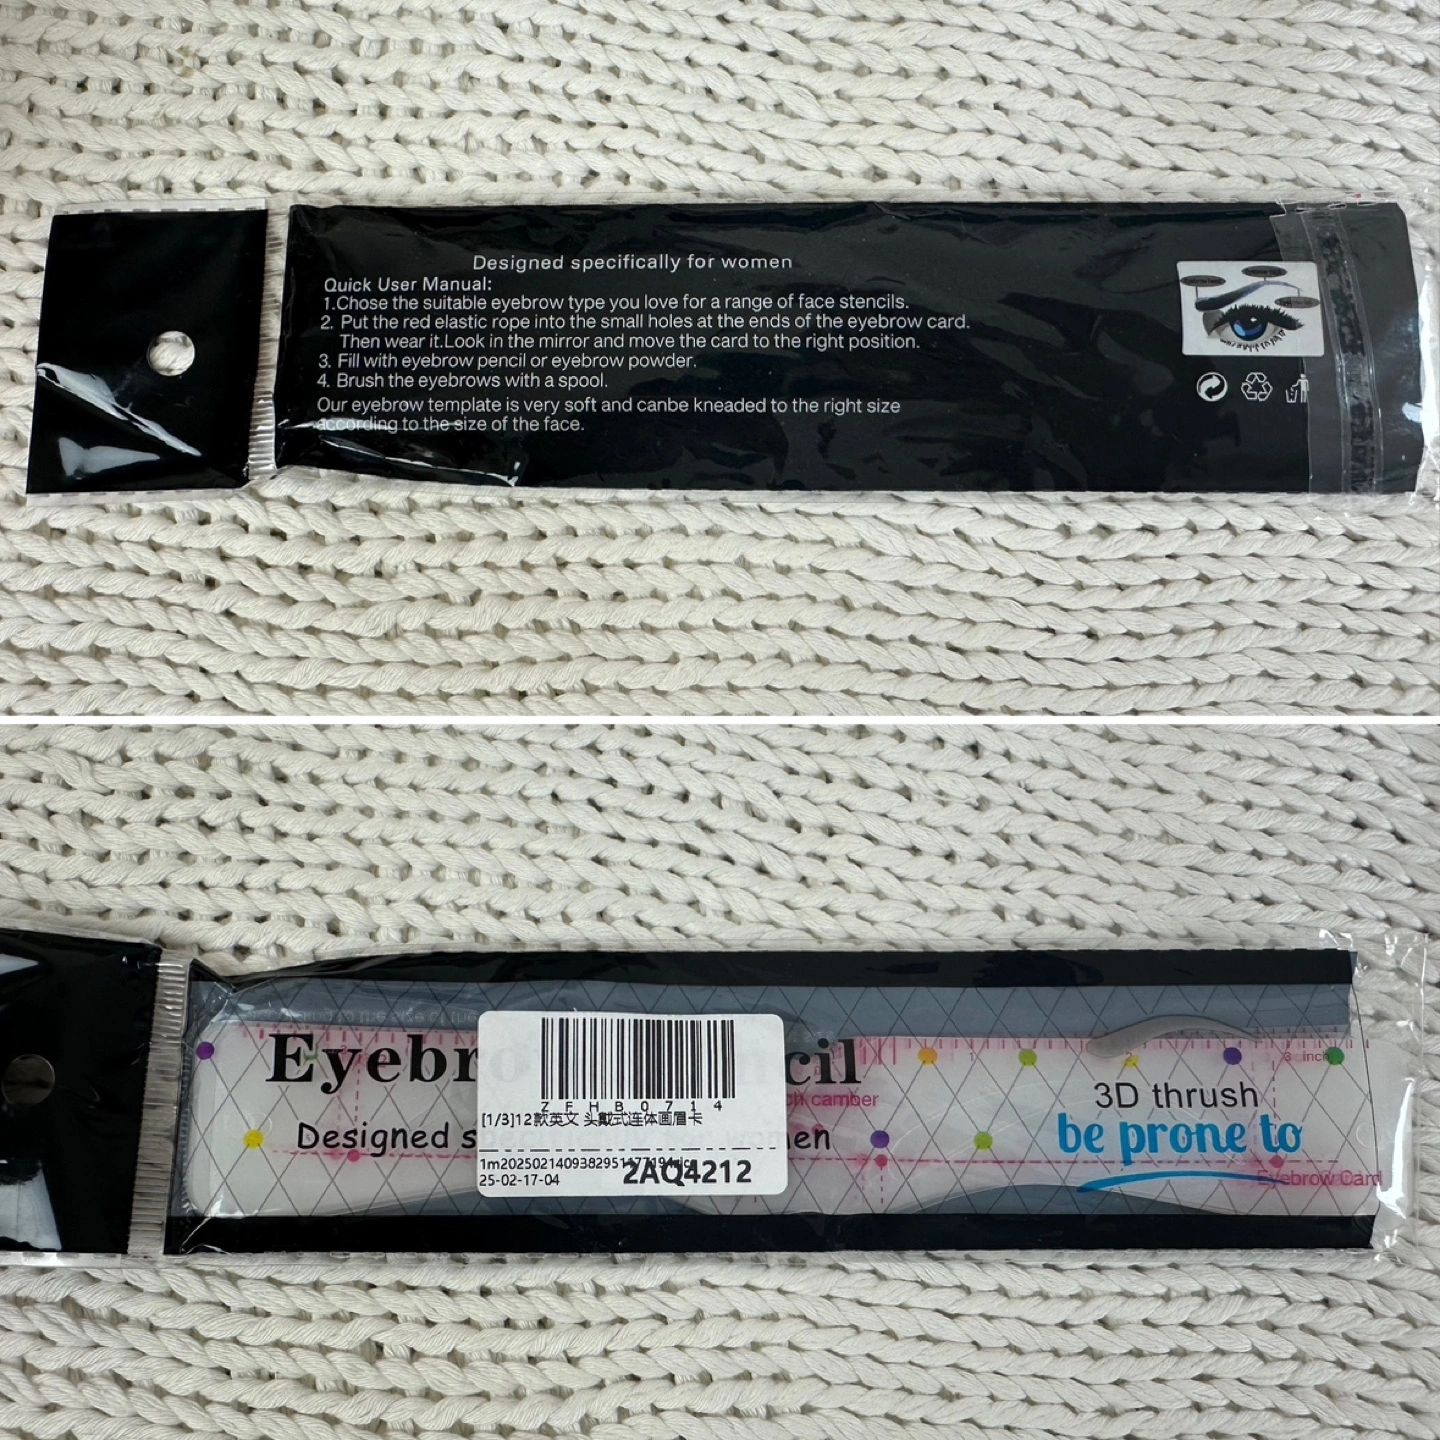 Designed specifically for women
Quick User Manual:
1.Chose the suitable eyebrow type you love for a range of face stencils.
2. Put the red elastic rope into the small holes at the ends of the eyebrow card.
Then wear it.Look in the mirror and move the card to the right position.
3. Fill with eyebrow pencil or eyebrow powder.
4. Brush the eyebrows with a spool.
Our eyebrow template is very soft and canbe kneaded to the right size
according to the size of the face.
Designed
women
ZFHB0714
[1/3]12款英文 头戴式连体画眉卡
2AQ4212
25-02-17-04
camber
1
2
3 inch
3D thrush
be prone to
Eyebrow Card